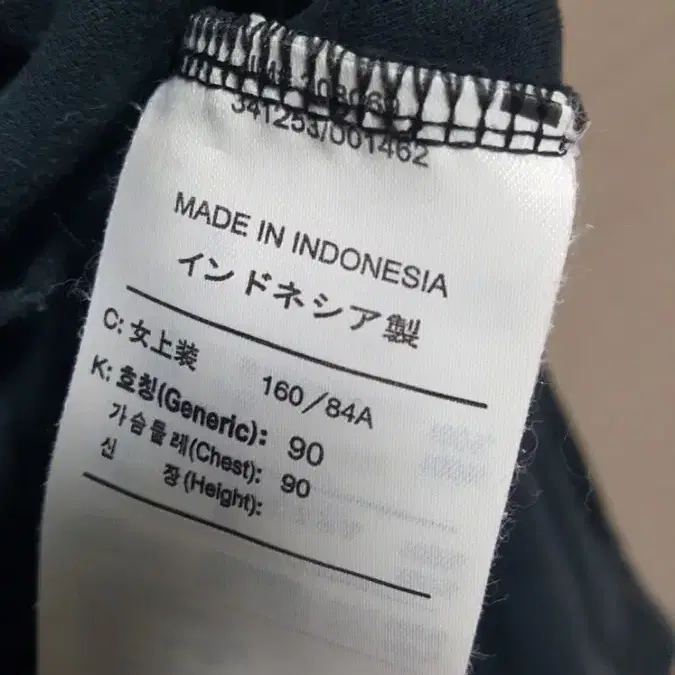 341253/001462
MADE IN INDONESIA
インドネシア製
C: 女上装 160/84A
K: 호칭(Generic): 90
가슴둘레(Chest): 90
신 장(Height):